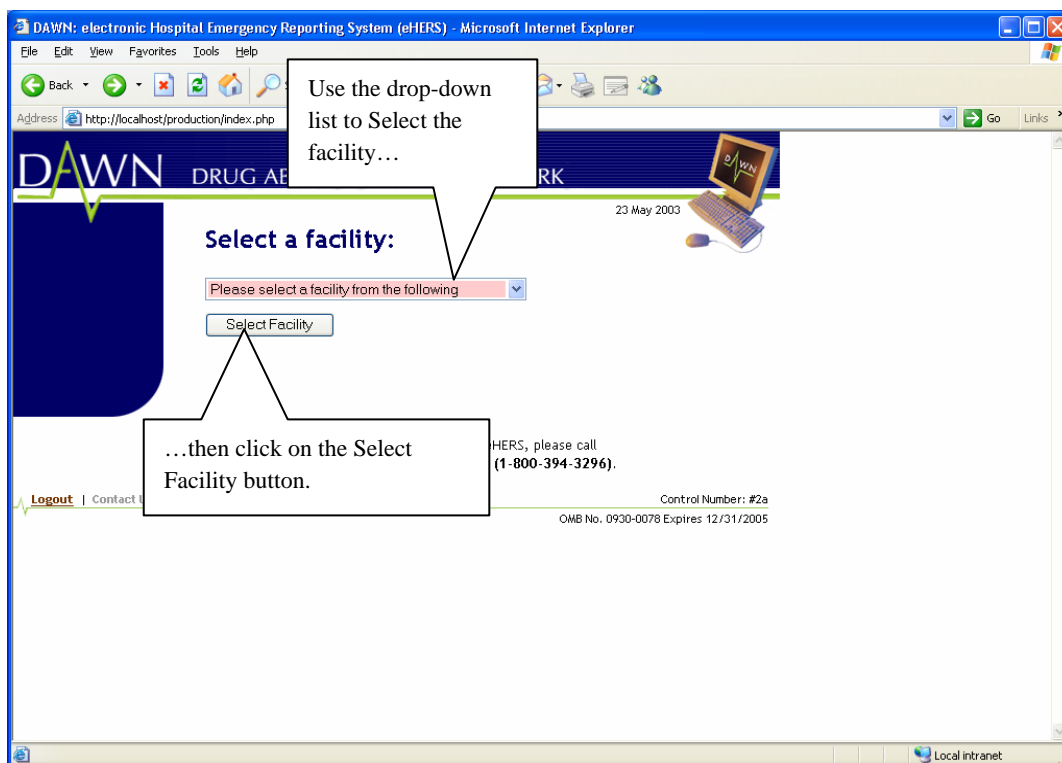 DAWN: electronic Hospital Emergency Reporting System (eHERS) - Microsoft Internet Explorer
File Edit View Favorites Tools Help
Back
Address http://localhost/production/index.php Go Links
Use the drop-down
list to Select the
facility…
DAWN DRUG
DAWN
23 May 2003
Select a facility:
Please select a facility from the following
Select Facility
…then click on the Select
Facility button.
HERS, please call
(1-800-394-3296).
Logout | Contact
Control Number: #2a
OMB No. 0930-0078 Expires 12/31/2005
Local intranet